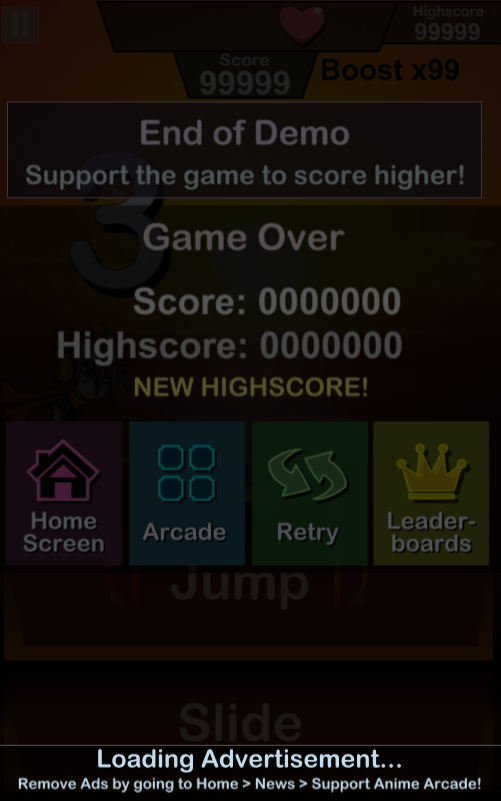 Highscore
99999
Score
99999
Boost x99
End of Demo
Support the game to score higher!
3
Game Over
Score: 0000000
Highscore: 0000000
NEW HIGHSCORE!
Home
Screen
Arcade
Retry
Leader-
boards
Jump
Slide
Loading Advertisement...
Remove Ads by going to Home > News > Support Anime Arcade!